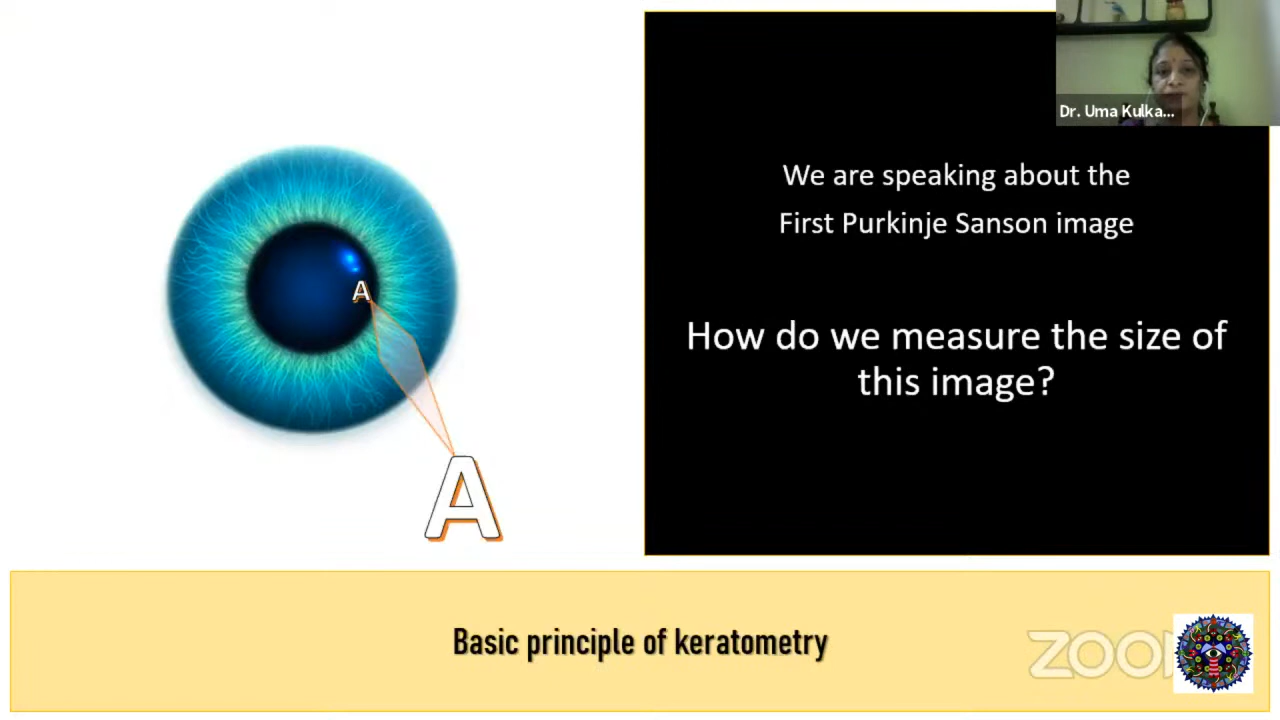 Dr. Uma Kulka...
We are speaking about the
First Purkinje Sanson image
How do we measure the size of
this image?
A
A
Basic principle of keratometry
ZOOM